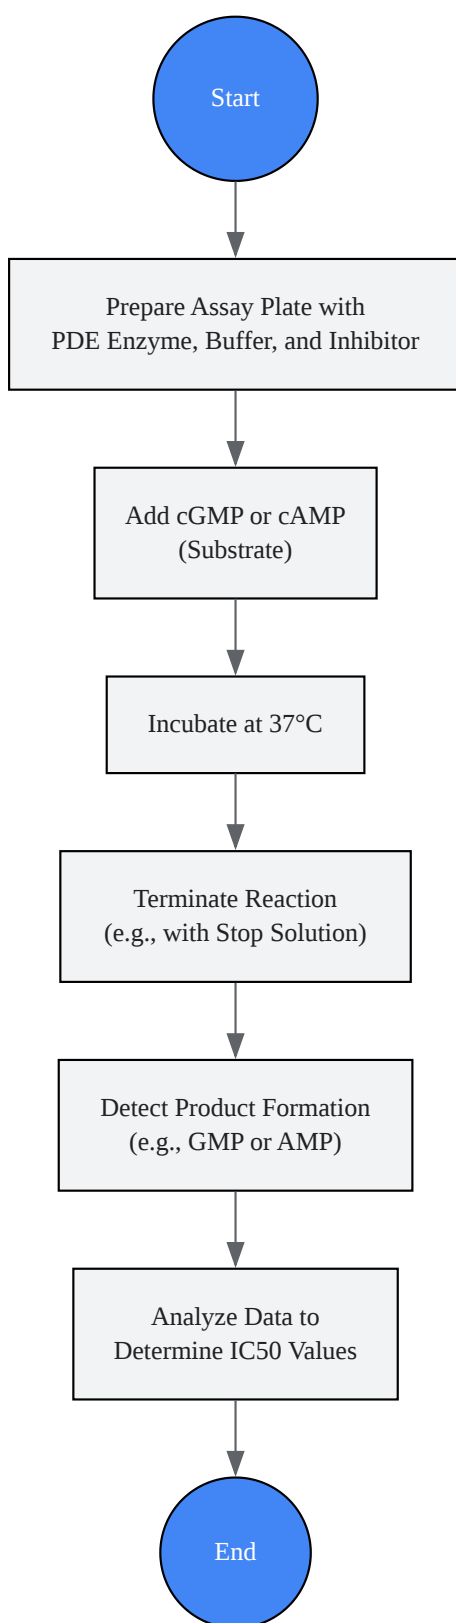 Start
Prepare Assay Plate with
PDE Enzyme, Buffer, and Inhibitor
Add cGMP or cAMP
(Substrate)
Incubate at 37°C
Terminate Reaction
(e.g., with Stop Solution)
Detect Product Formation
(e.g., GMP or AMP)
Analyze Data to
Determine IC50 Values
End